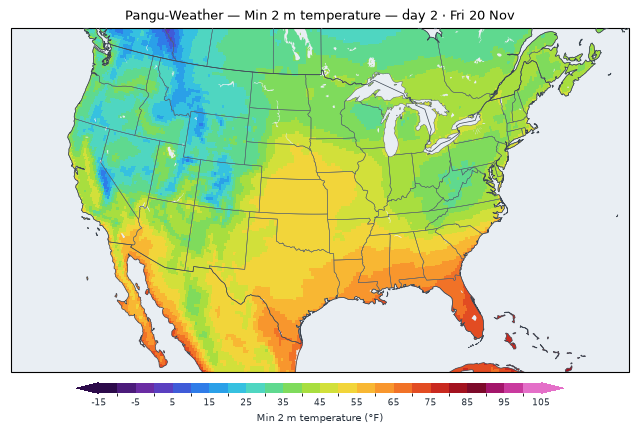 Pangu-Weather — Min 2 m temperature — day 2 · Fri 20 Nov
-15 -5 5 15 25 35 45 55 65 75 85 95 105
Min 2 m temperature (°F)